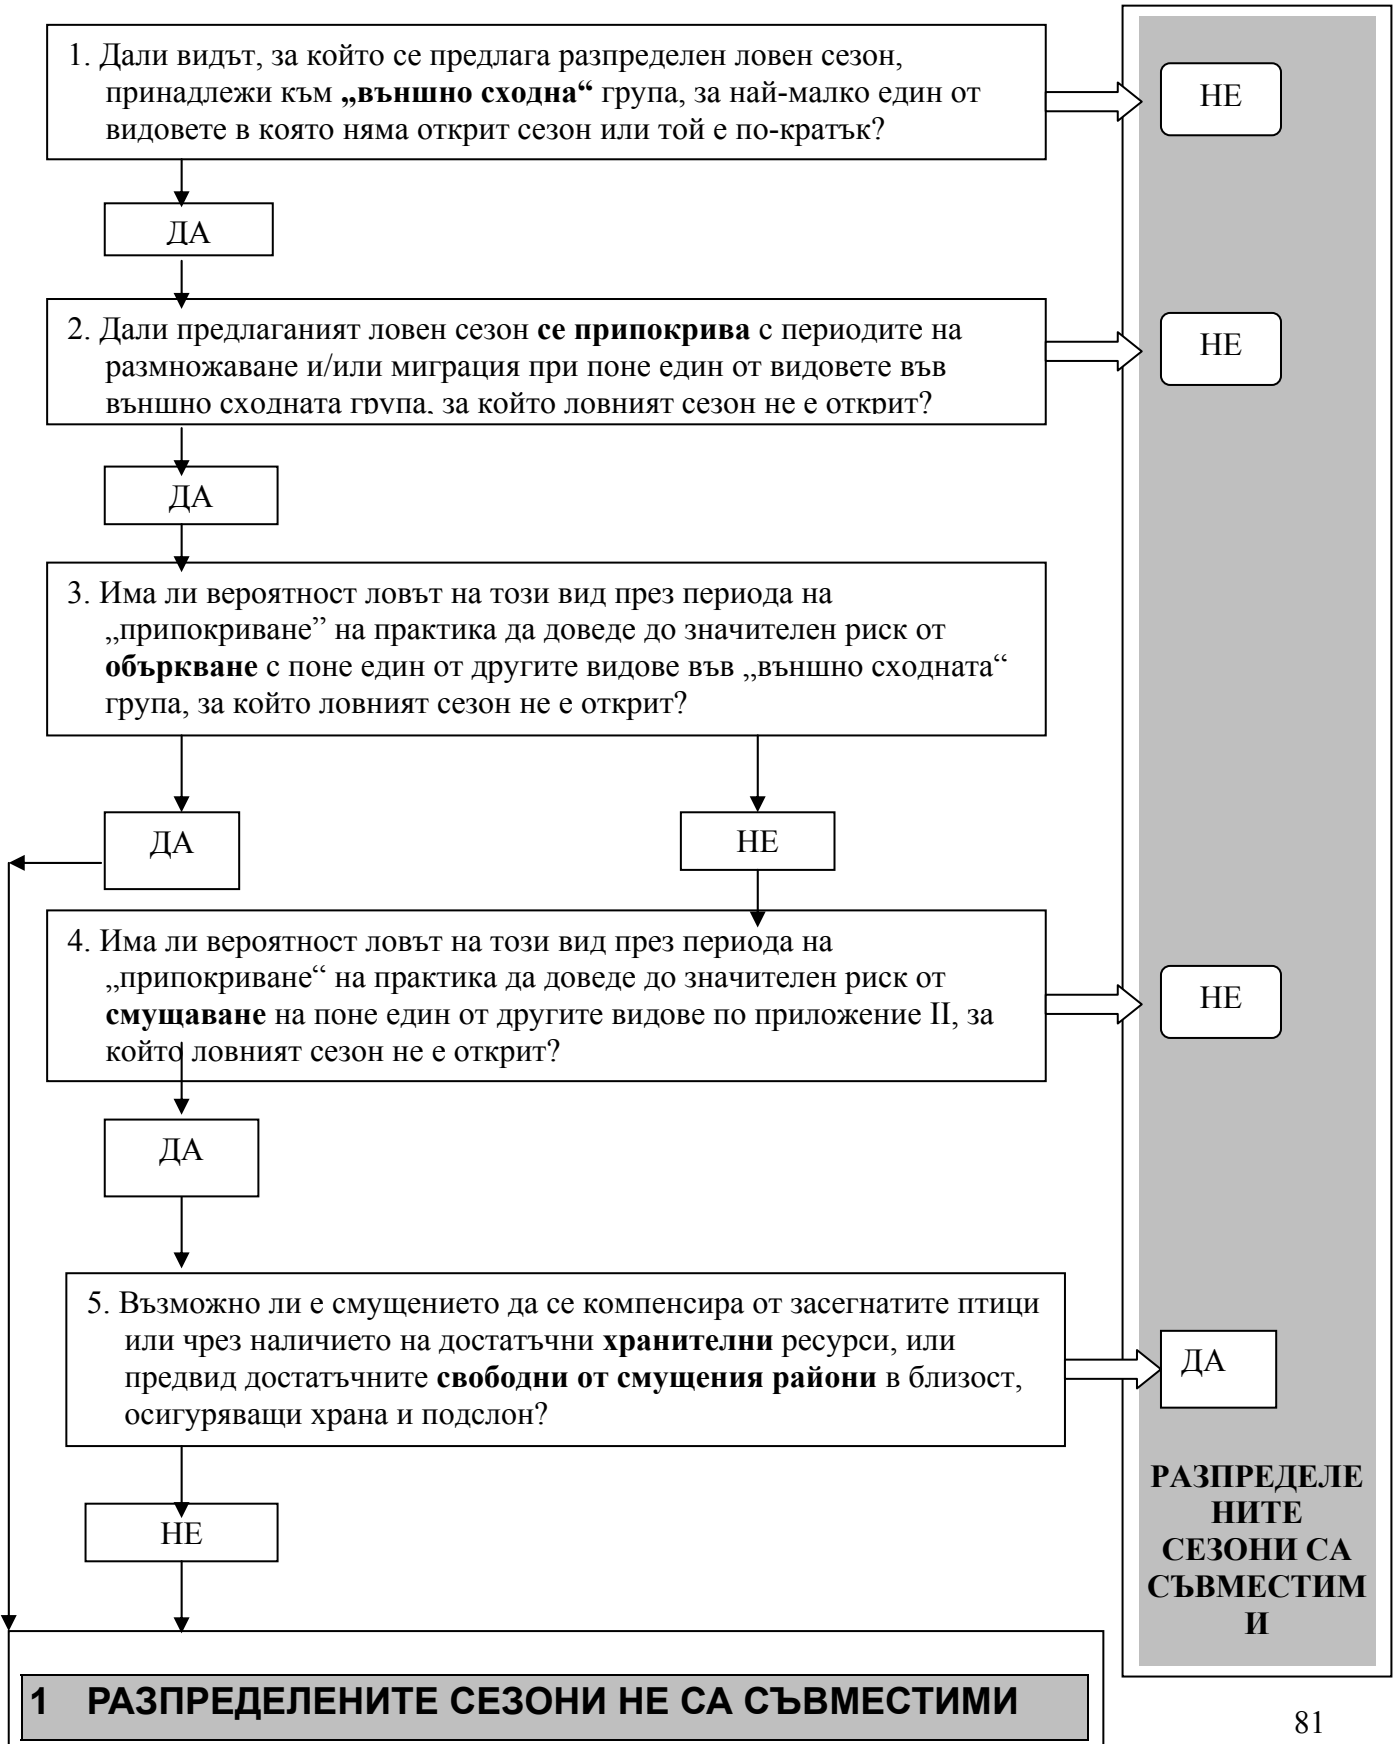 1. Дали видът, за който се предлага разпределен ловен сезон,
принадлежи към „външно сходна“ група, за най-малко един от
видовете в която няма открит сезон или той е по-кратък?
НЕ
ДА
2. Дали предлаганият ловен сезон се припокрива с периодите на
размножаване и/или миграция при поне един от видовете във
външно сходната група, за който ловният сезон не е открит?
НЕ
ДА
3. Има ли вероятност ловът на този вид през периода на
„припокриване” на практика да доведе до значителен риск от
объркване с поне един от другите видове във „външно сходната“
група, за който ловният сезон не е открит?
ДА
НЕ
4. Има ли вероятност ловът на този вид през периода на
„припокриване“ на практика да доведе до значителен риск от
смущаване на поне един от другите видове по приложение II, за
който ловният сезон не е открит?
НЕ
ДА
5. Възможно ли е смущението да се компенсира от засегнатите птици
или чрез наличието на достатъчни хранителни ресурси, или
предвид достатъчните свободни от смущения райони в близост,
осигуряващи храна и подслон?
ДА
НЕ
РАЗПРЕДЕЛЕ
НИТЕ
СЕЗОНИ СА
СЪВМЕСТИМ
И
1 РАЗПРЕДЕЛЕНИТЕ СЕЗОНИ НЕ СА СЪВМЕСТИМИ
81